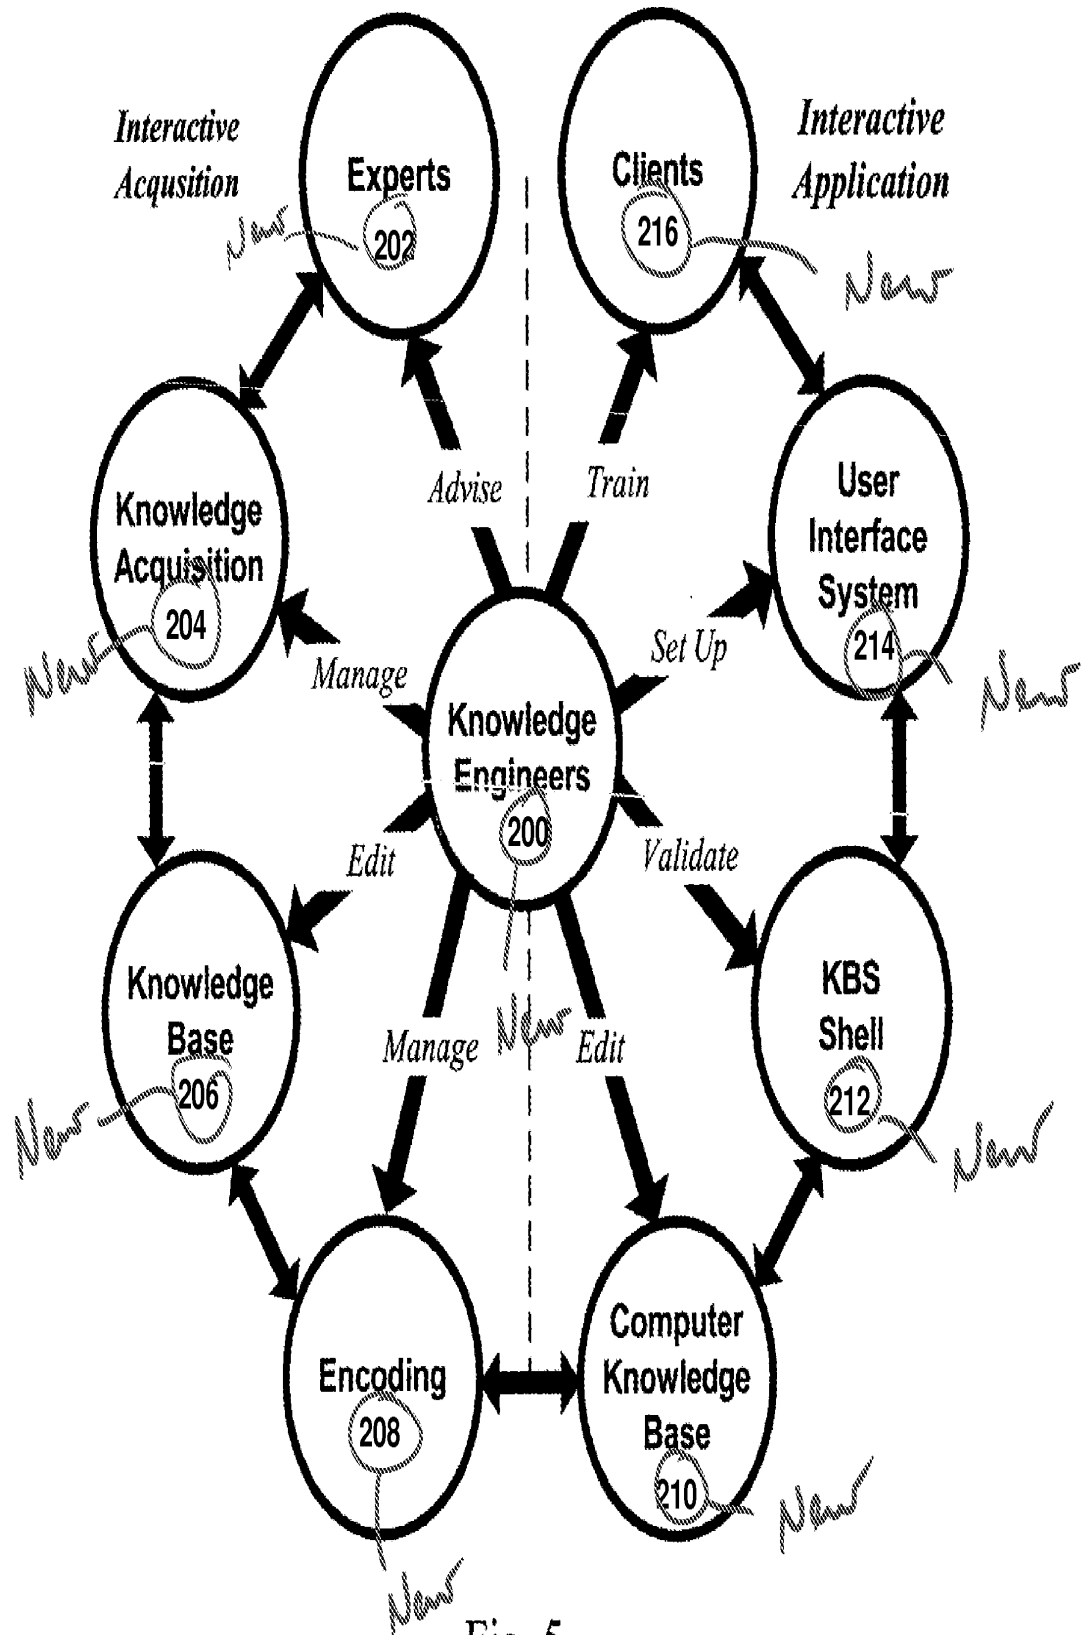 Interactive
Acqusition
Experts
202
New
Clients
216
New
Interactive
Application
Advise
Train
Knowledge
Acquisition
204
New
User
Interface
System
214
New
Manage
Set Up
Knowledge
Engineers
200
New
Edit
Validate
Knowledge
Base
206
New
KBS
Shell
212
New
Manage
Edit
Encoding
208
New
Computer
Knowledge
Base
210
New
Fig. 5